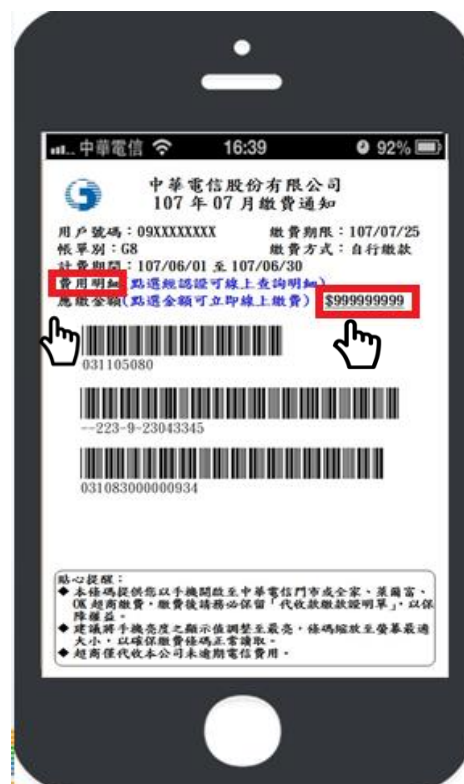 中華電信 16:39 92%
中華電信股份有限公司
107 年 07 月繳費通知
用戶號碼：09XXXXXXXX 繳費期限：107/07/25
帳單別：G8 繳費方式：自行繳款
計費期間：107/06/01 至 107/06/30
費用明細(點選經認證可線上查詢明細)
應繳金額(點選金額可立即線上繳費) $999999999
031105080
--223-9-23043345
031083000000934
貼心提醒：
◆ 本條碼提供您以手機開啟至中華電信門市或全家、萊爾富、
OK 超商繳費，繳費後請務必保留「代收款繳款證明單」，以保
障權益。
◆ 建議將手機亮度之顯示值調整至最亮，條碼縮放至螢幕最適
大小，以確保繳費條碼正常讀取。
◆ 超商僅代收本公司未逾期電信費用。